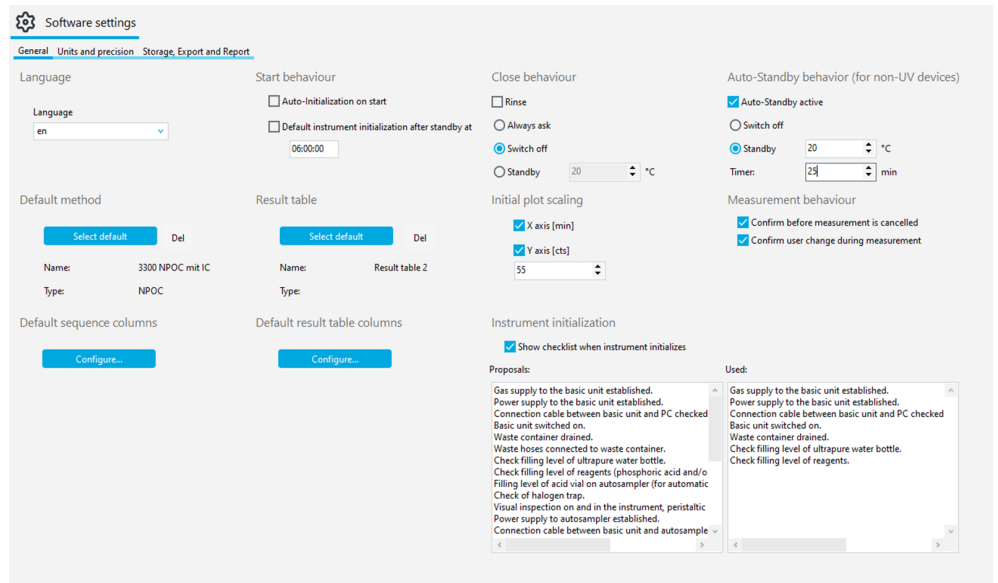 Software settings
General Units and precision Storage, Export and Report
Language
Language
en
Start behaviour
Auto-Initialization on start
Default instrument initialization after standby at
06:00:00
Close behaviour
Rinse
Always ask
Switch off
Standby 20 °C
Auto-Standby behavior (for non-UV devices)
Auto-Standby active
Switch off
Standby 20 °C
Timer: 25 min
Default method
Select default Del
Name: 3300 NPOC mit IC
Type: NPOC
Result table
Select default Del
Name: Result table 2
Type:
Initial plot scaling
X axis [min]
Y axis [cts]
55
Measurement behaviour
Confirm before measurement is cancelled
Confirm user change during measurement
Default sequence columns
Configure...
Default result table columns
Configure...
Instrument initialization
Show checklist when instrument initializes
Proposals:
Gas supply to the basic unit established.
Power supply to the basic unit established.
Connection cable between basic unit and PC checked
Basic unit switched on.
Waste container drained.
Waste hoses connected to waste container.
Check filling level of ultrapure water bottle.
Check filling level of reagents (phosphoric acid and/o
Filling level of acid vial on autosampler (for automatic
Check of halogen trap.
Visual inspection on and in the instrument, peristaltic
Power supply to autosampler established.
Connection cable between basic unit and autosample
Used:
Gas supply to the basic unit established.
Power supply to the basic unit established.
Connection cable between basic unit and PC checked
Basic unit switched on.
Waste container drained.
Check filling level of ultrapure water bottle.
Check filling level of reagents.